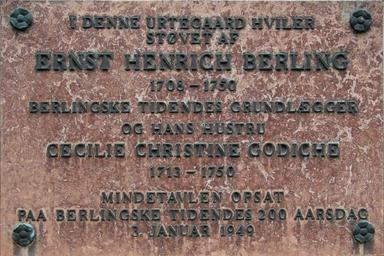 I DENNE URTEGAARD HVILER
STØVET AF
ERNST HENRICH BERLING
1708 – 1750
BERLINGSKE TIDENDES GRUNDLÆGGER
OG HANS HUSTRU
CECILIE CHRISTINE GODICHE
1713 – 1750
MINDETAVLEN OPSAT
PAA BERLINGSKE TIDENDES 200 AARSDAG
3. JANUAR 1949